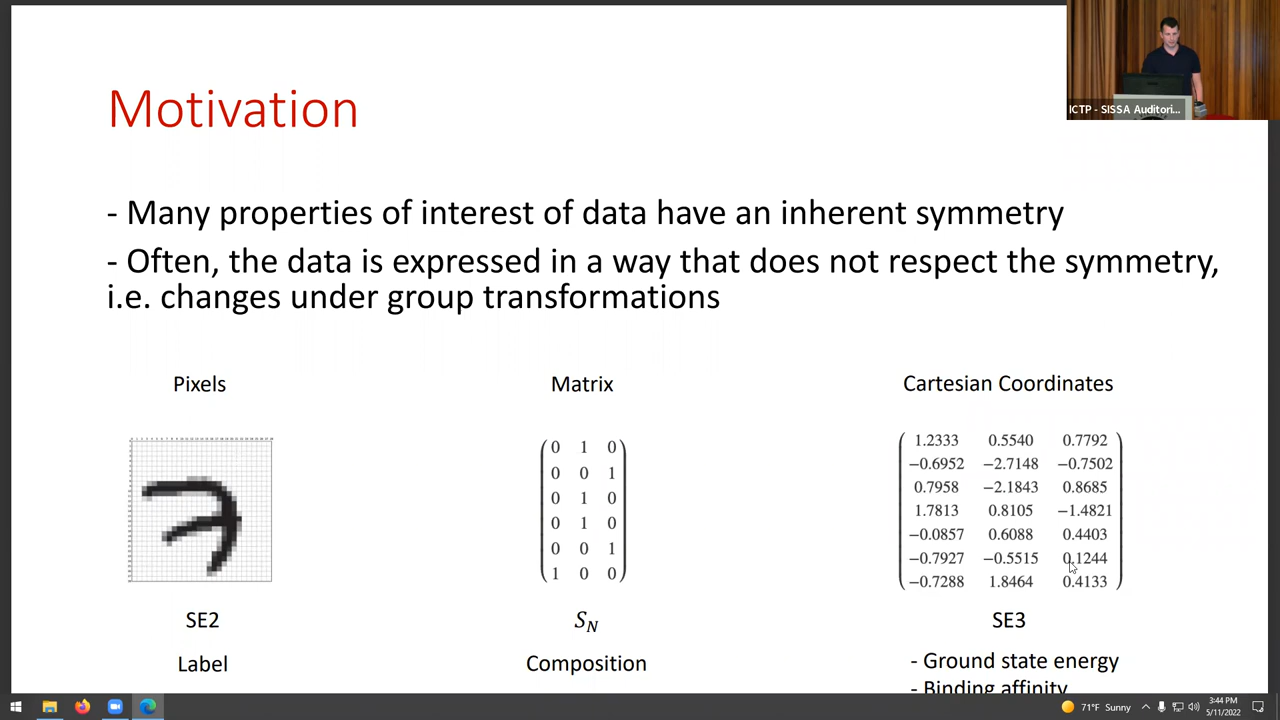 ICTP - SISSA Auditori...
Motivation
- Many properties of interest of data have an inherent symmetry
- Often, the data is expressed in a way that does not respect the symmetry,
i.e. changes under group transformations
Pixels
Matrix
Cartesian Coordinates
0 1 0
0 0 1
0 1 0
0 1 0
0 0 1
1 0 0
1.2333 0.5540 0.7792
−0.6952 −2.7148 −0.7502
0.7958 −2.1843 0.8685
1.7813 0.8105 −1.4821
−0.0857 0.6088 0.4403
−0.7927 −0.5515 0.1244
−0.7288 1.8464 0.4133
SE2
S_N
SE3
Label
Composition
- Ground state energy
- Binding affinity
71°F Sunny
3:44 PM
5/11/2022